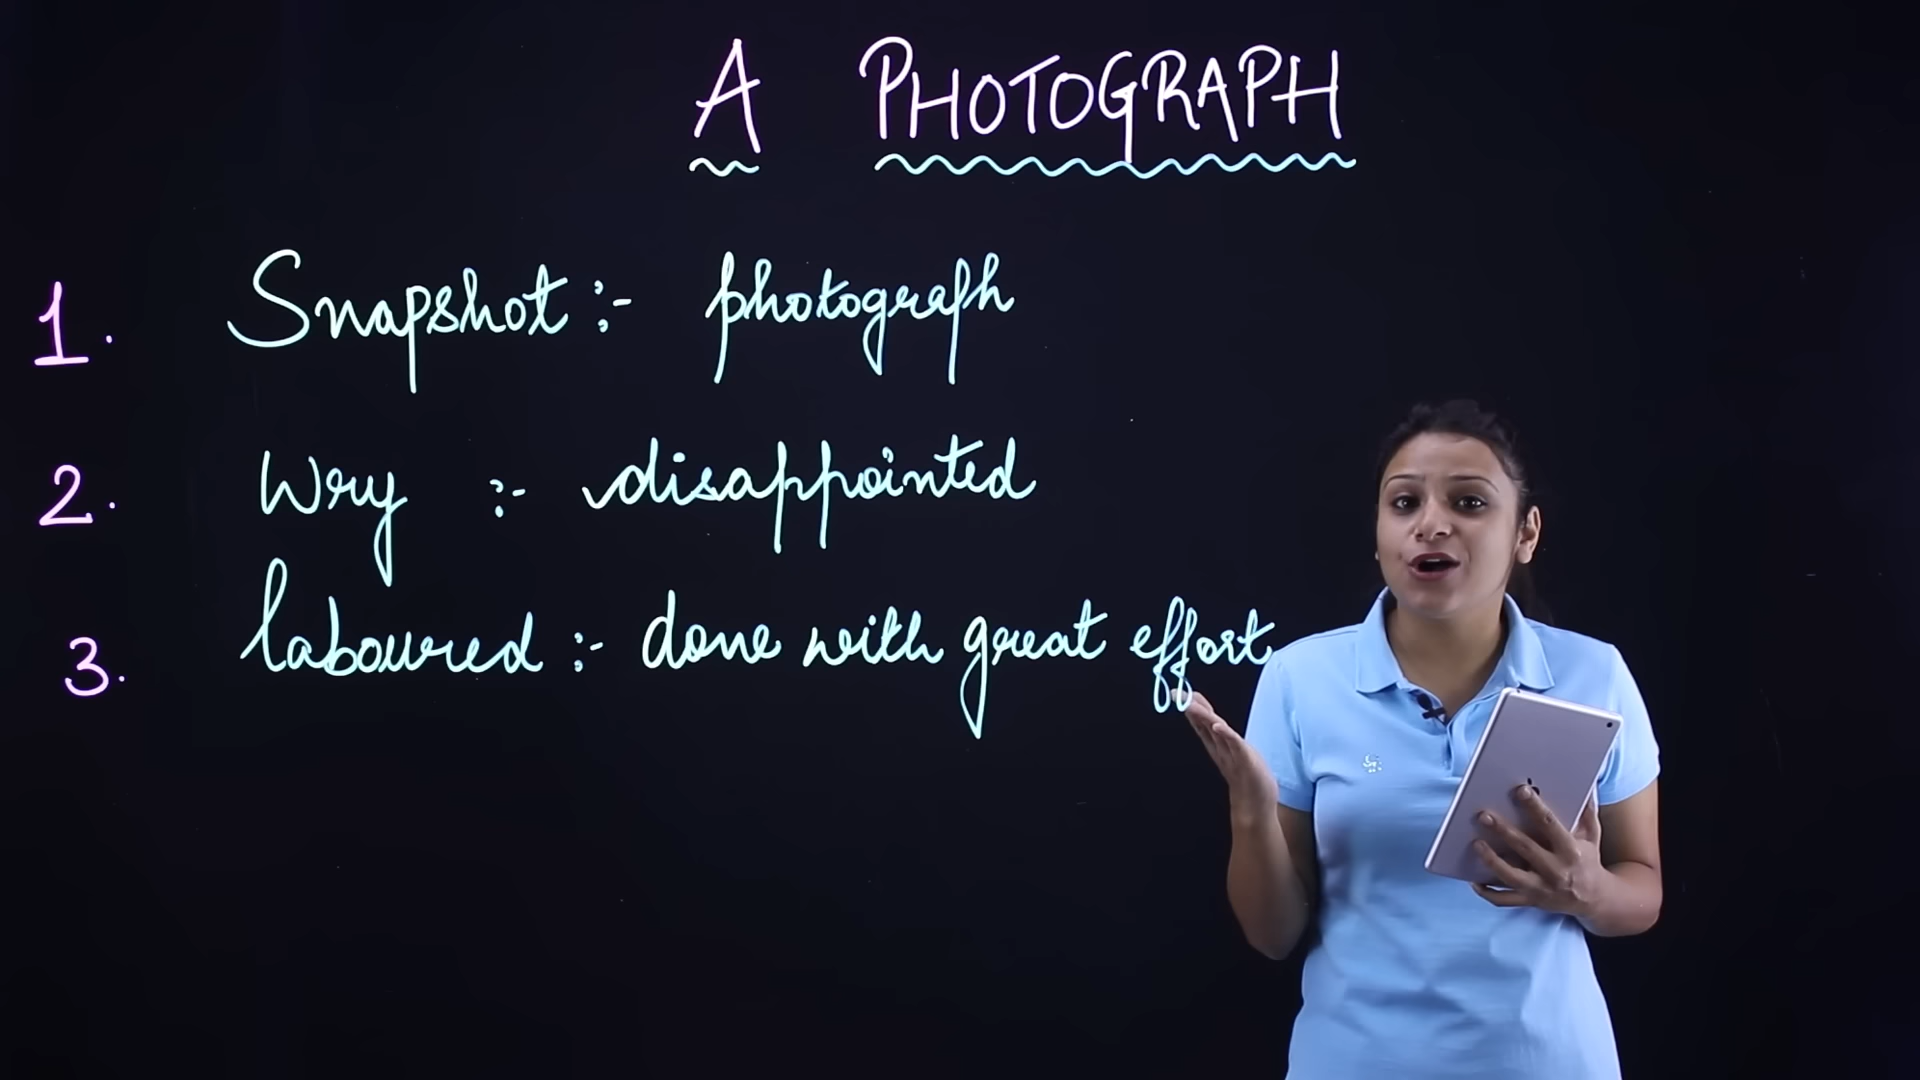 A PHOTOGRAPH
1. Snapshot :- photograph
2. Wry :- disappointed
3. laboured :- done with great effort